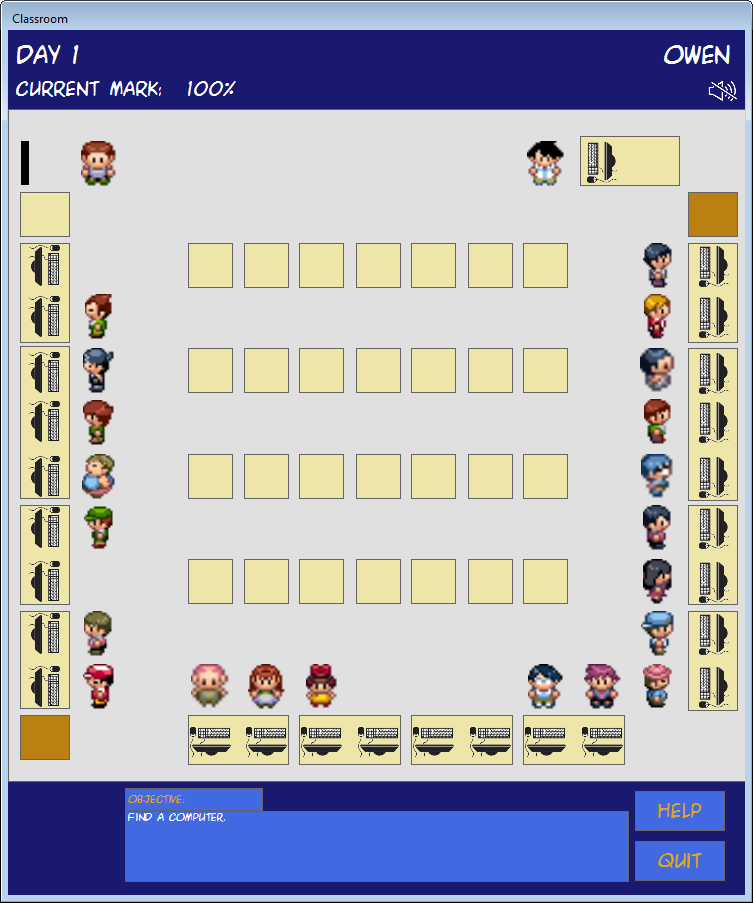 Classroom
DAY 1
OWEN
CURRENT MARK: 100%
OBJECTIVE:
FIND A COMPUTER.
HELP
QUIT